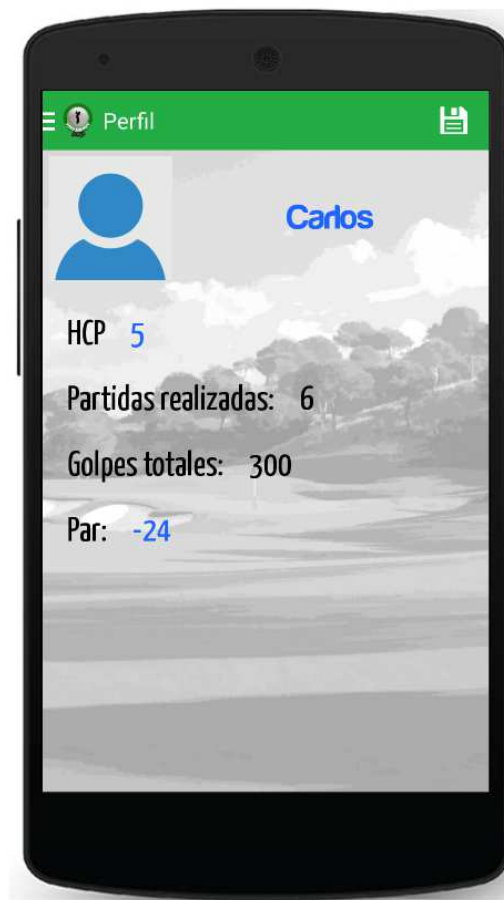 Perfil
Carlos
HCP 5
Partidas realizadas: 6
Golpes totales: 300
Par: -24